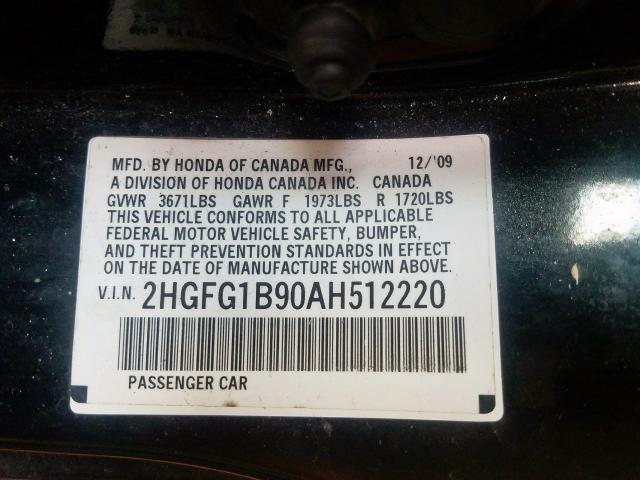 MFD. BY HONDA OF CANADA MFG., 12/'09
A DIVISION OF HONDA CANADA INC. CANADA
GVWR 3671LBS GAWR F 1973LBS R 1720LBS
THIS VEHICLE CONFORMS TO ALL APPLICABLE
FEDERAL MOTOR VEHICLE SAFETY, BUMPER,
AND THEFT PREVENTION STANDARDS IN EFFECT
ON THE DATE OF MANUFACTURE SHOWN ABOVE.
V.I.N. 2HGFG1B90AH512220
PASSENGER CAR